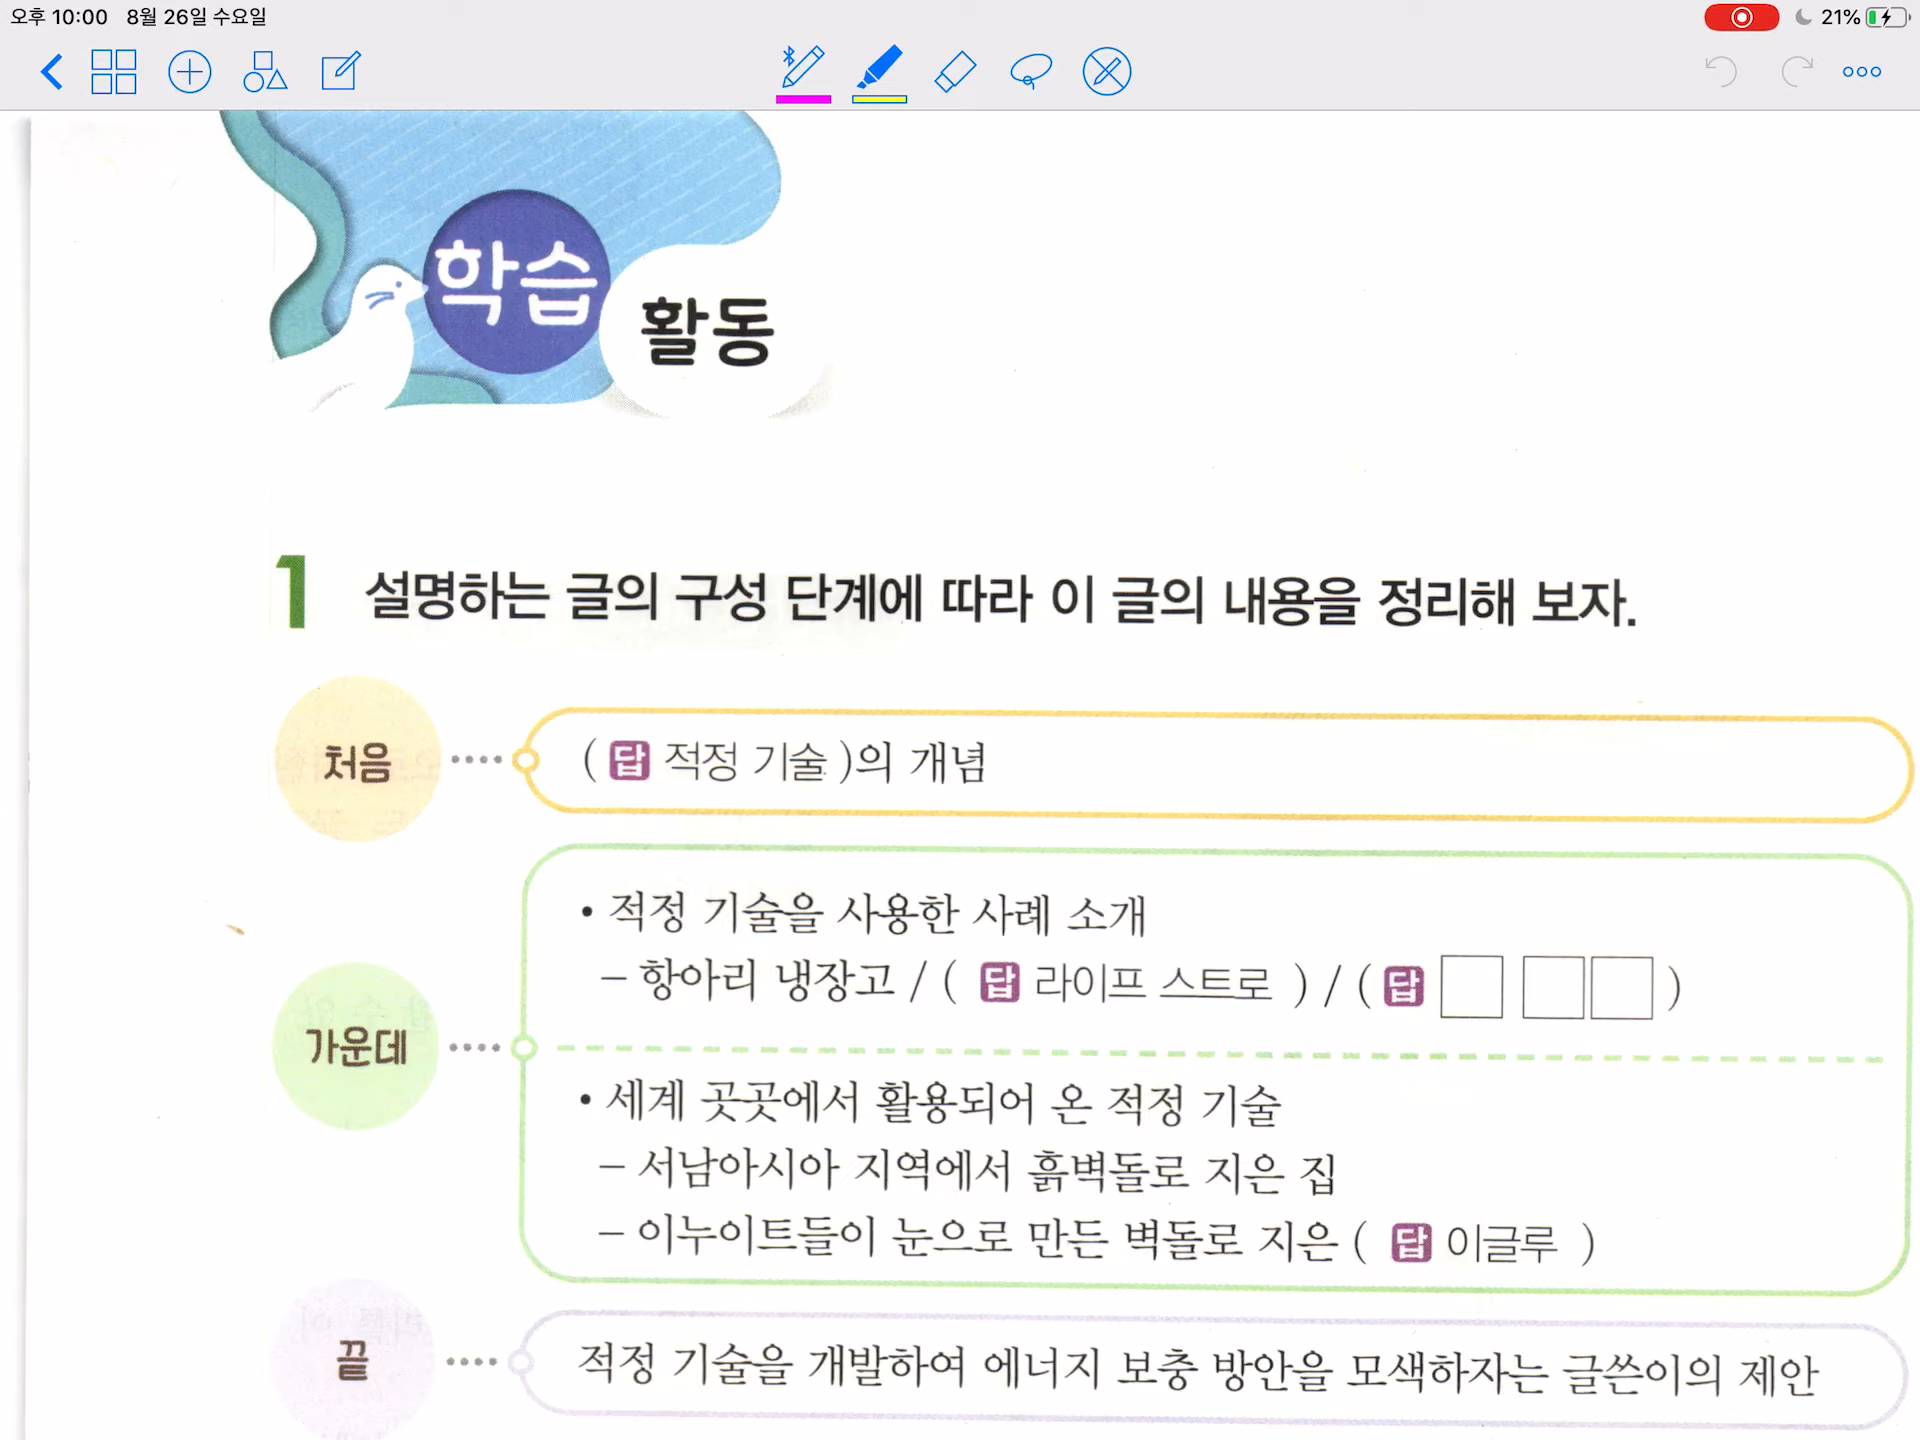 오후 10:00 8월 26일 수요일
21%
학습
활동
1 설명하는 글의 구성 단계에 따라 이 글의 내용을 정리해 보자.
처음
( 답 적정 기술 )의 개념
• 적정 기술을 사용한 사례 소개
– 항아리 냉장고 / ( 답 라이프 스트로 ) / ( 답 □ □□ )
가운데
• 세계 곳곳에서 활용되어 온 적정 기술
– 서남아시아 지역에서 흙벽돌로 지은 집
– 이누이트들이 눈으로 만든 벽돌로 지은 ( 답 이글루 )
끝
적정 기술을 개발하여 에너지 보충 방안을 모색하자는 글쓴이의 제안